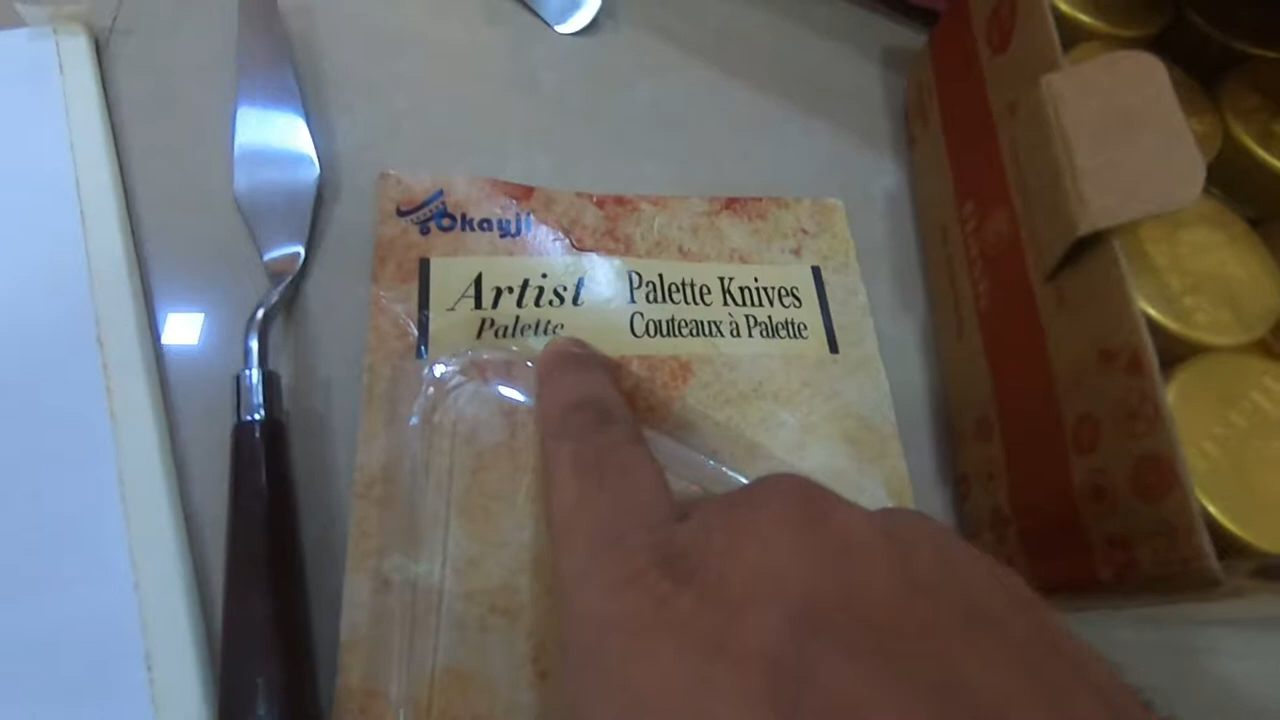 Okayji
Artist
Palette
Palette Knives
Couteaux à Palette